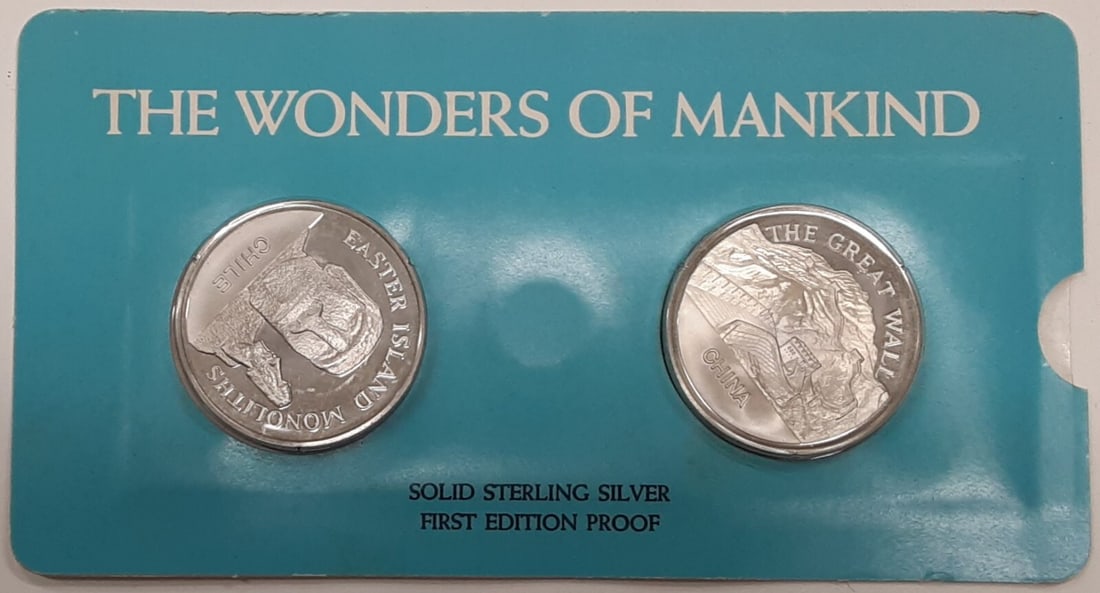 THE WONDERS OF MANKIND
EASTER ISLAND MONOLITHS
CHILE
THE GREAT WALL
CHINA
SOLID STERLING SILVER
FIRST EDITION PROOF